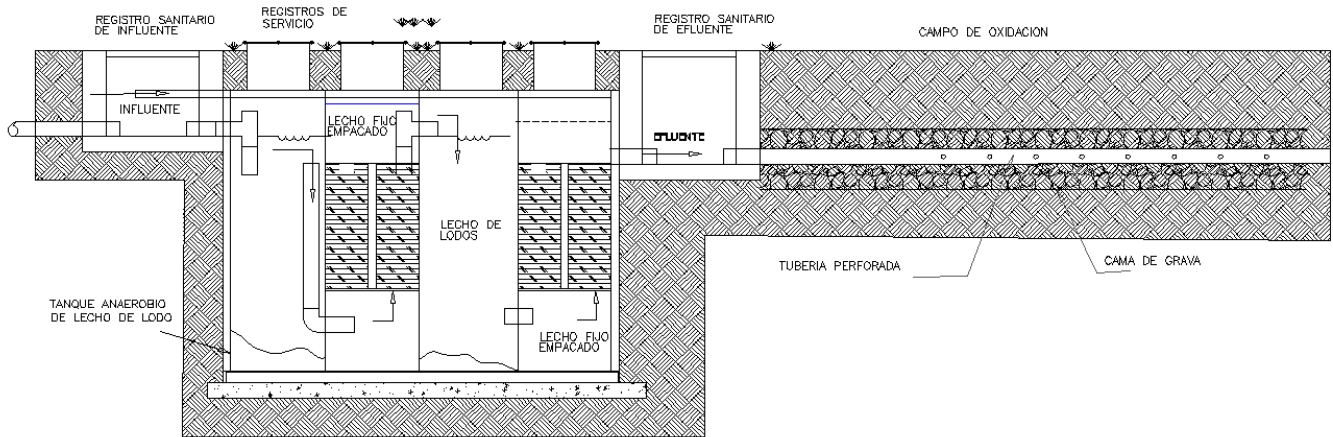 REGISTRO SANITARIO
DE INFLUENTE
REGISTROS DE
SERVICIO
REGISTRO SANITARIO
DE EFLUENTE
CAMPO DE OXIDACION
INFLUENTE
LECHO FIJO
EMPACADO
EFLUENTE
LECHO DE
LODOS
TUBERIA PERFORADA
CAMA DE GRAVA
TANQUE ANAEROBIO
DE LECHO DE LODO
LECHO FIJO
EMPACADO